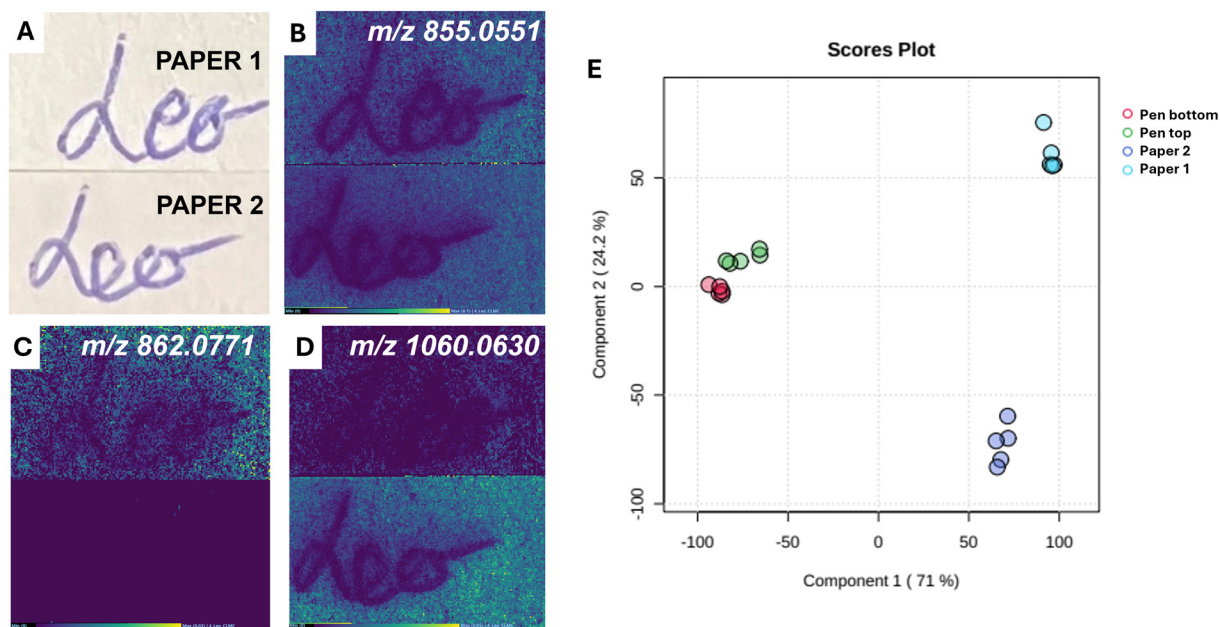 A
PAPER 1
Leo
PAPER 2
Leo
B
m/z 855.0551
C
m/z 862.0771
D
m/z 1060.0630
E
Scores Plot
Component 2 ( 24.2 %)
50
0
-50
-100
-100
-50
0
50
100
Component 1 ( 71 %)
Pen bottom
Pen top
Paper 2
Paper 1